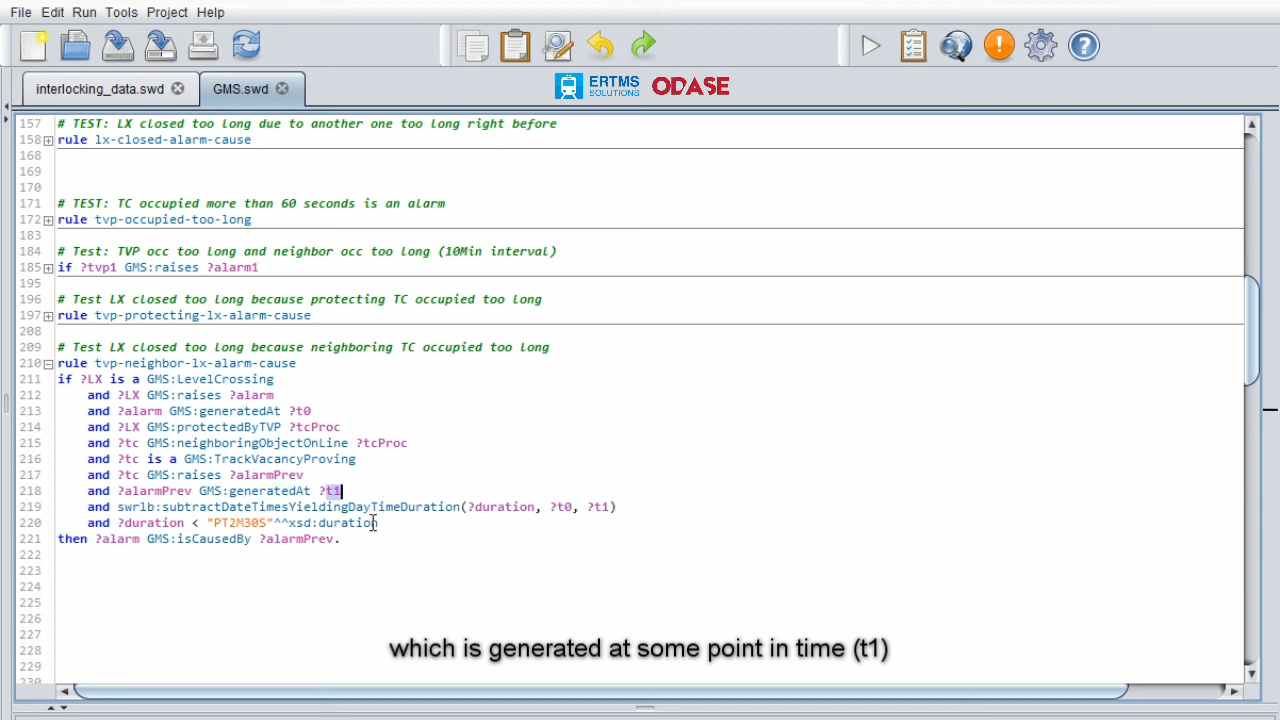 File Edit Run Tools Project Help
interlocking_data.swd GMS.swd
ERTMS SOLUTIONS ODASE
157 # TEST: LX closed too long due to another one too long right before
158 rule lx-closed-alarm-cause
168
169
170
171 # TEST: TC occupied more than 60 seconds is an alarm
172 rule tvp-occupied-too-long
183
184 # Test: TVP occ too long and neighbor occ too long (10Min interval)
185 if ?tvp1 GMS:raises ?alarm1
195
196 # Test LX closed too long because protecting TC occupied too long
197 rule tvp-protecting-lx-alarm-cause
208
209 # Test LX closed too long because neighboring TC occupied too long
210 rule tvp-neighbor-lx-alarm-cause
211 if ?LX is a GMS:LevelCrossing
212 and ?LX GMS:raises ?alarm
213 and ?alarm GMS:generatedAt ?t0
214 and ?LX GMS:protectedByTVP ?tcProc
215 and ?tc GMS:neighboringObjectOnLine ?tcProc
216 and ?tc is a GMS:TrackVacancyProving
217 and ?tc GMS:raises ?alarmPrev
218 and ?alarmPrev GMS:generatedAt ?t1
219 and swrlb:subtractDateTimesYieldingDayTimeDuration(?duration, ?t0, ?t1)
220 and ?duration < "PT2M30S"^^xsd:duration
221 then ?alarm GMS:isCausedBy ?alarmPrev.
222
223
224
225
226
227
228
229
230
which is generated at some point in time (t1)